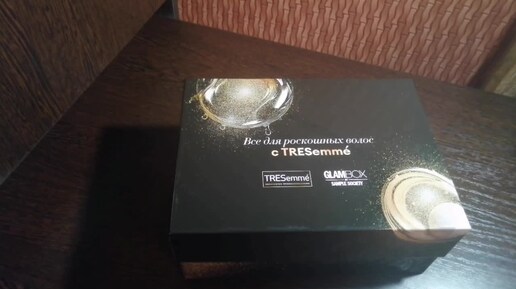 Все для роскошных волос
с TRESemmé
TRESemmé
GLAMBOX
SAMPLE SOCIETY